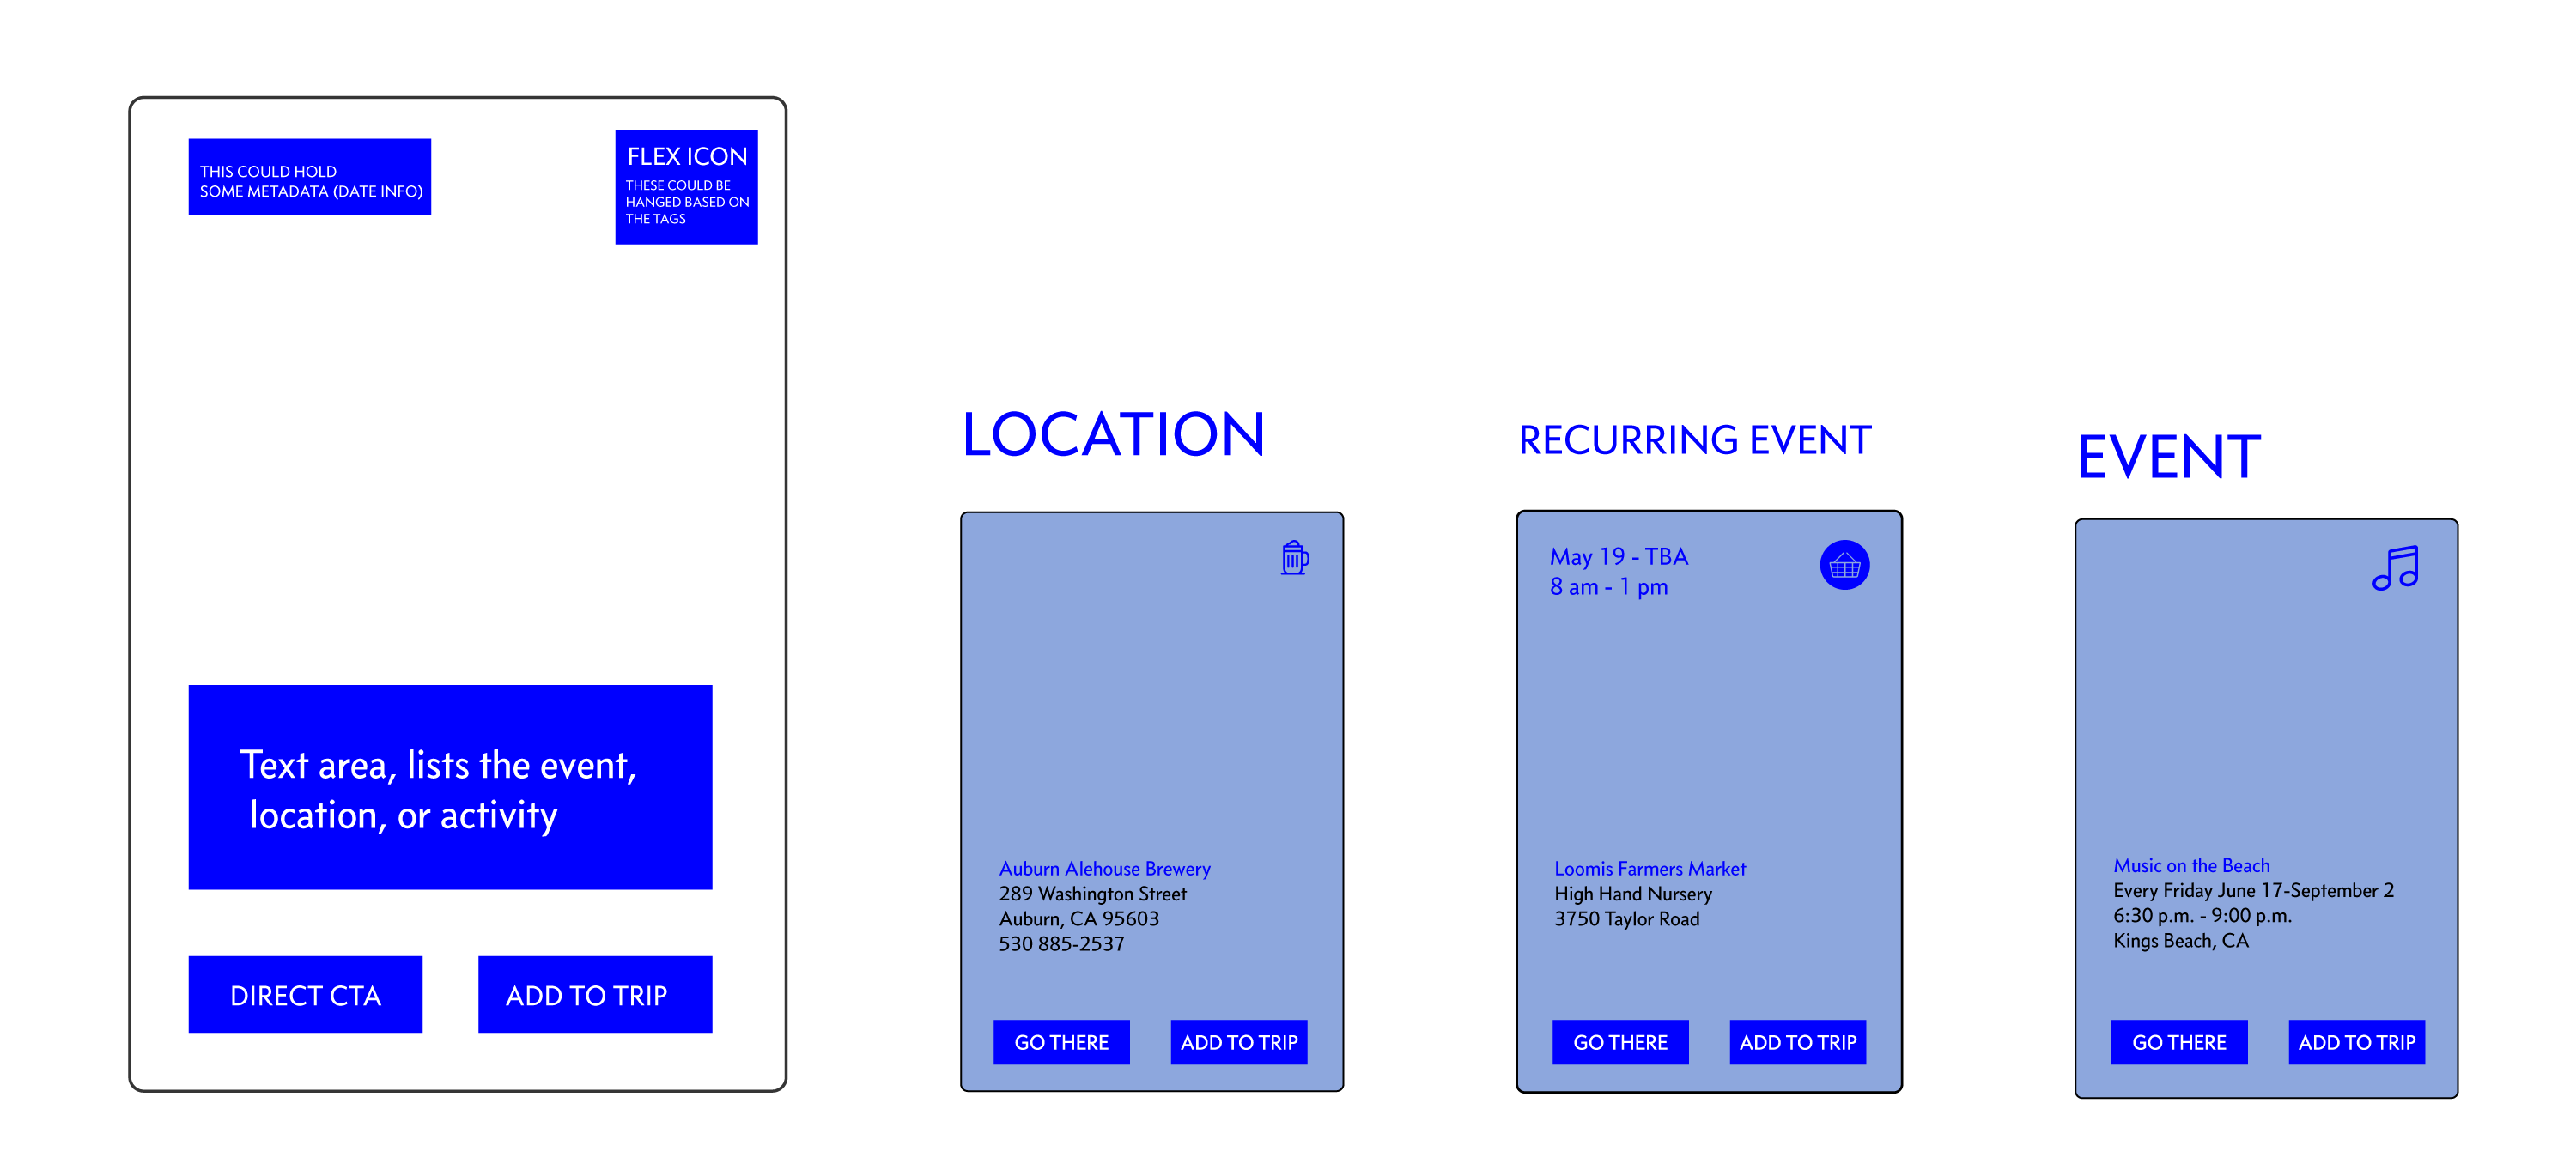 THIS COULD HOLD
SOME METADATA (DATE INFO)
FLEX ICON
THESE COULD BE
HANGED BASED ON
THE TAGS
Text area, lists the event,
location, or activity
DIRECT CTA
ADD TO TRIP
LOCATION
Auburn Alehouse Brewery
289 Washington Street
Auburn, CA 95603
530 885-2537
GO THERE
ADD TO TRIP
RECURRING EVENT
May 19 - TBA
8 am - 1 pm
Loomis Farmers Market
High Hand Nursery
3750 Taylor Road
GO THERE
ADD TO TRIP
EVENT
Music on the Beach
Every Friday June 17-September 2
6:30 p.m. - 9:00 p.m.
Kings Beach, CA
GO THERE
ADD TO TRIP